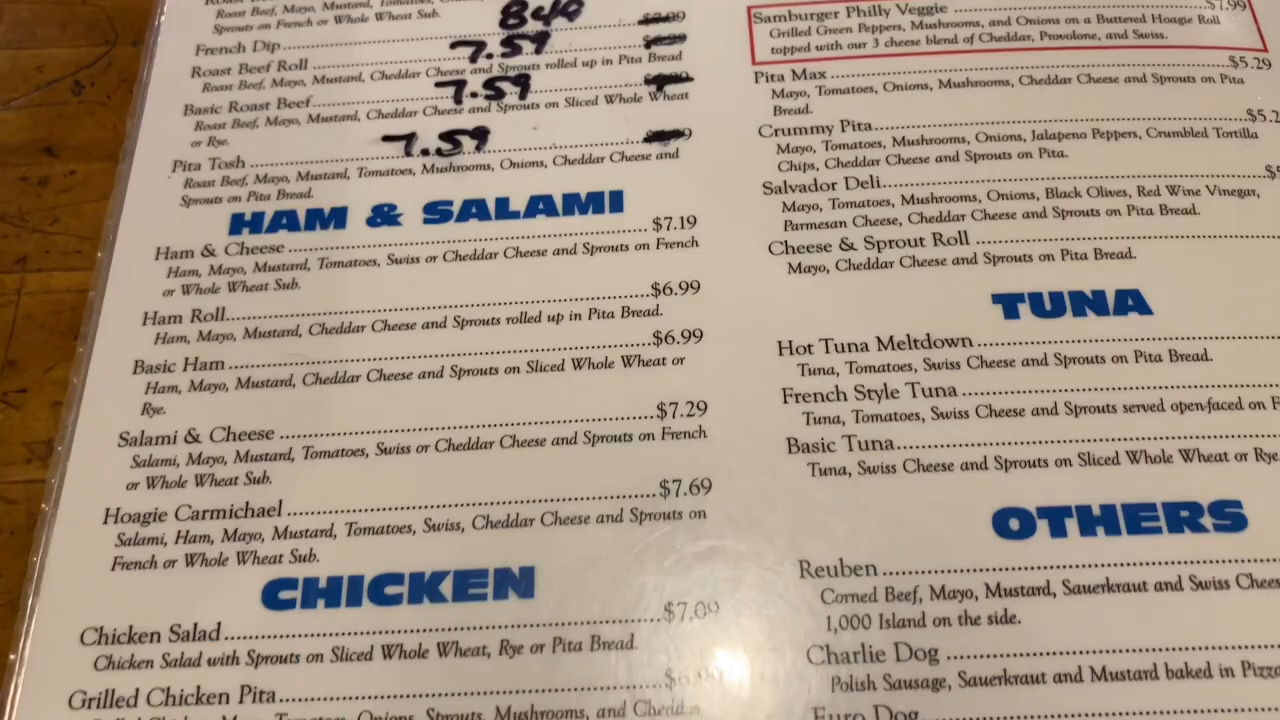 Roast Beef, Mayo, Mustard, Tomatoes,
Sprouts on French or Whole Wheat Sub.
French Dip
8.49
Roast Beef Roll
7.59
Roast Beef, Mayo, Mustard, Cheddar Cheese and Sprouts rolled up in Pita Bread
Basic Roast Beef
7.59
Roast Beef, Mayo, Mustard, Cheddar Cheese and Sprouts on Sliced Whole Wheat
or Rye.
Pita Tosh
7.59
Roast Beef, Mayo, Mustard, Tomatoes, Mushrooms, Onions, Cheddar Cheese and
Sprouts on Pita Bread.
HAM & SALAMI
Ham & Cheese $7.19
Ham, Mayo, Mustard, Tomatoes, Swiss or Cheddar Cheese and Sprouts on French
or Whole Wheat Sub.
Ham Roll $6.99
Ham, Mayo, Mustard, Cheddar Cheese and Sprouts rolled up in Pita Bread.
Basic Ham $6.99
Ham, Mayo, Mustard, Cheddar Cheese and Sprouts on Sliced Whole Wheat or
Rye.
Salami & Cheese $7.29
Salami, Mayo, Mustard, Tomatoes, Swiss or Cheddar Cheese and Sprouts on French
or Whole Wheat Sub.
Hoagie Carmichael $7.69
Salami, Ham, Mayo, Mustard, Tomatoes, Swiss, Cheddar Cheese and Sprouts on
French or Whole Wheat Sub.
CHICKEN
Chicken Salad $7.09
Chicken Salad with Sprouts on Sliced Whole Wheat, Rye or Pita Bread.
Grilled Chicken Pita
Onions, Sprouts, Mushrooms, and
Samburger Philly Veggie $7.99
Grilled Green Peppers, Mushrooms, and Onions on a Buttered Hoagie Roll
topped with our 3 cheese blend of Cheddar, Provolone, and Swiss.
Pita Max $5.29
Mayo, Tomatoes, Onions, Mushrooms, Cheddar Cheese and Sprouts on Pita
Bread.
Crummy Pita $5.2
Mayo, Tomatoes, Mushrooms, Onions, Jalapeno Peppers, Crumbled Tortilla
Chips, Cheddar Cheese and Sprouts on Pita.
Salvador Deli
Mayo, Tomatoes, Mushrooms, Onions, Black Olives, Red Wine Vinegar,
Parmesan Cheese, Cheddar Cheese and Sprouts on Pita Bread.
Cheese & Sprout Roll
Mayo, Cheddar Cheese and Sprouts on Pita Bread.
TUNA
Hot Tuna Meltdown
Tuna, Tomatoes, Swiss Cheese and Sprouts on Pita Bread.
French Style Tuna
Tuna, Tomatoes, Swiss Cheese and Sprouts served open-faced on F
Basic Tuna
Tuna, Swiss Cheese and Sprouts on Sliced Whole Wheat or Rye
OTHERS
Reuben
Corned Beef, Mayo, Mustard, Sauerkraut and Swiss Chees
1,000 Island on the side.
Charlie Dog
Polish Sausage, Sauerkraut and Mustard baked in Pizza
Euro Dog